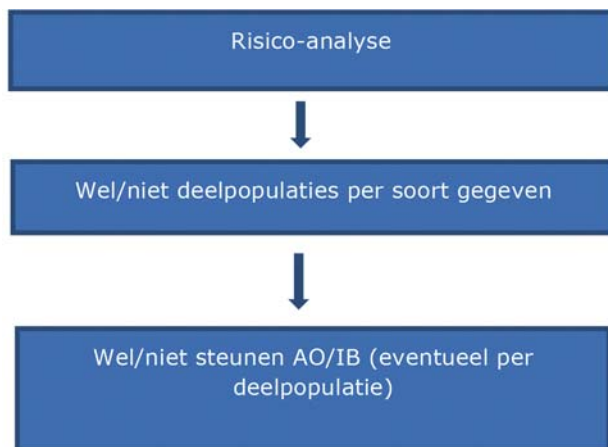 Risico-analyse
Wel/niet deelpopulaties per soort gegeven
Wel/niet steunen AO/IB (eventueel per
deelpopulatie)